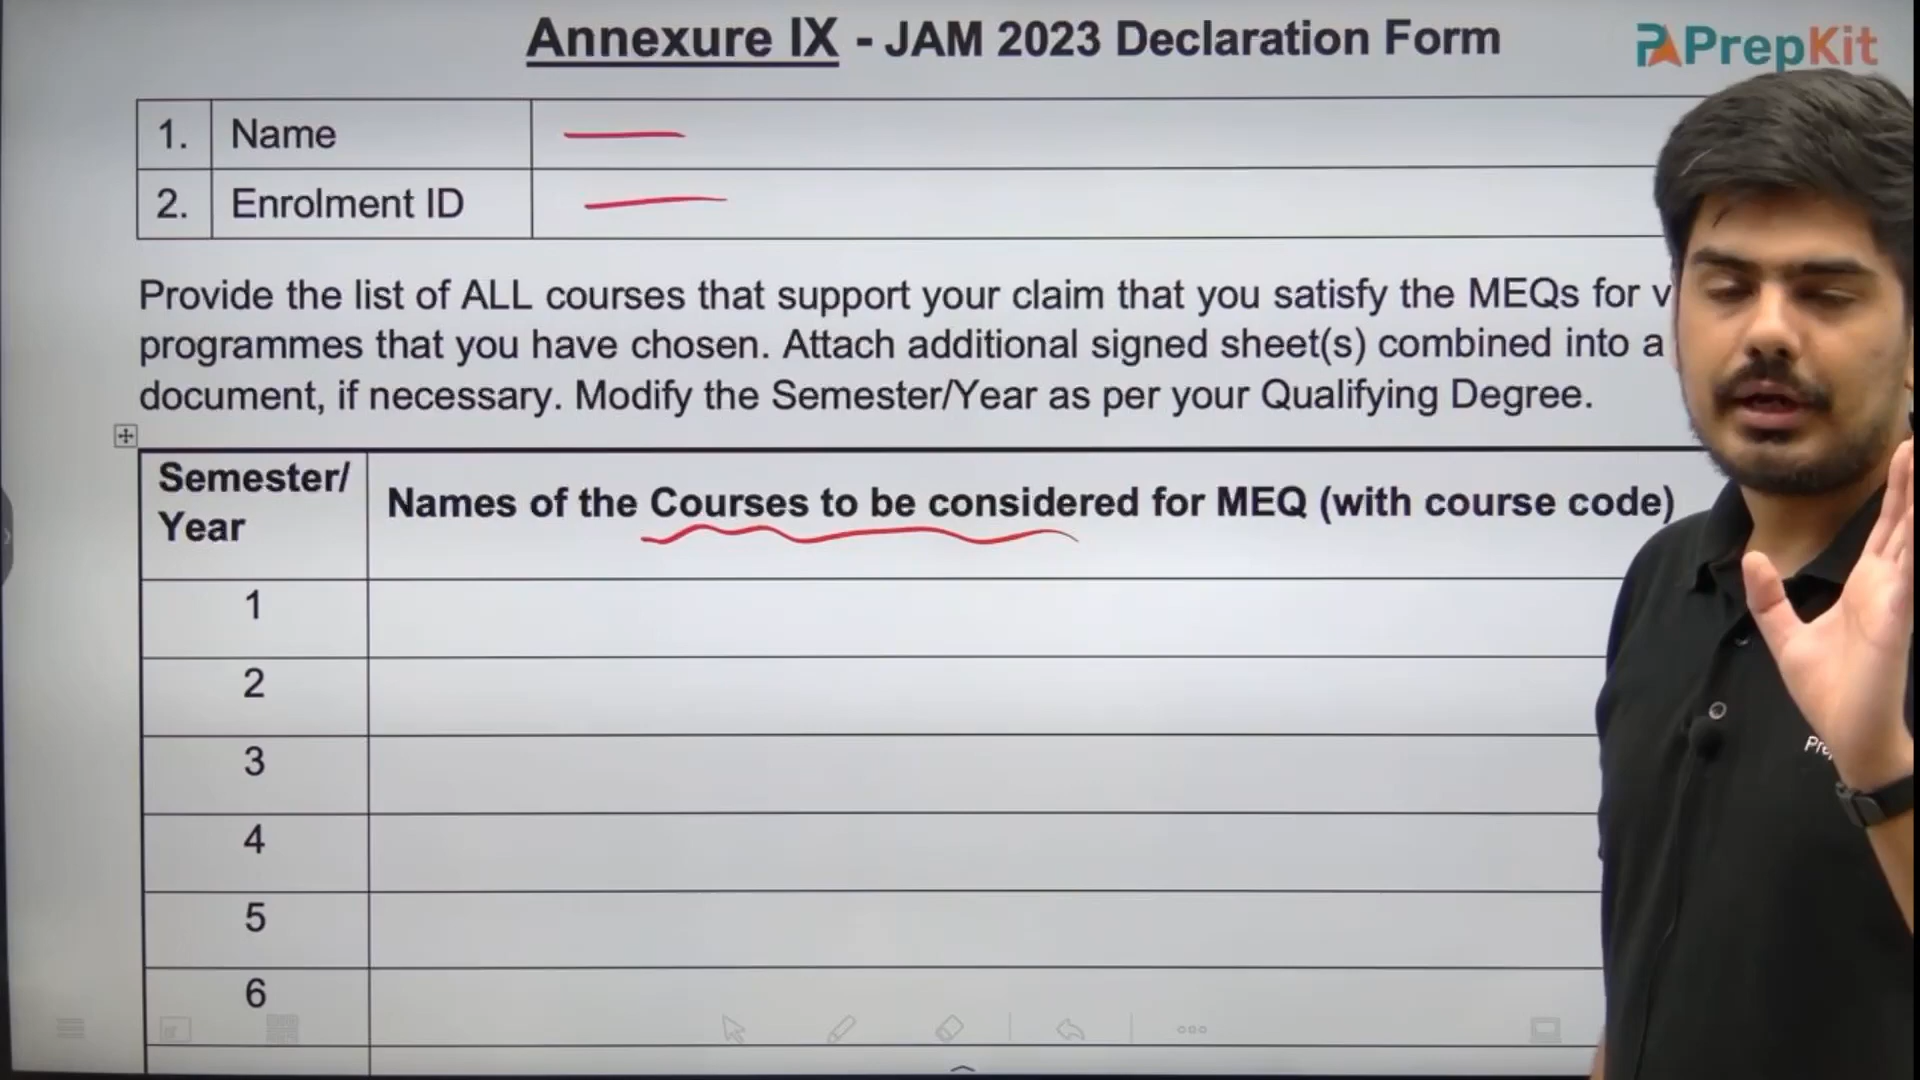 Annexure IX - JAM 2023 Declaration Form
PrepKit
1. Name
2. Enrolment ID
Provide the list of ALL courses that support your claim that you satisfy the MEQs for v
programmes that you have chosen. Attach additional signed sheet(s) combined into a
document, if necessary. Modify the Semester/Year as per your Qualifying Degree.
Semester/
Year
Names of the Courses to be considered for MEQ (with course code)
1
2
3
4
5
6